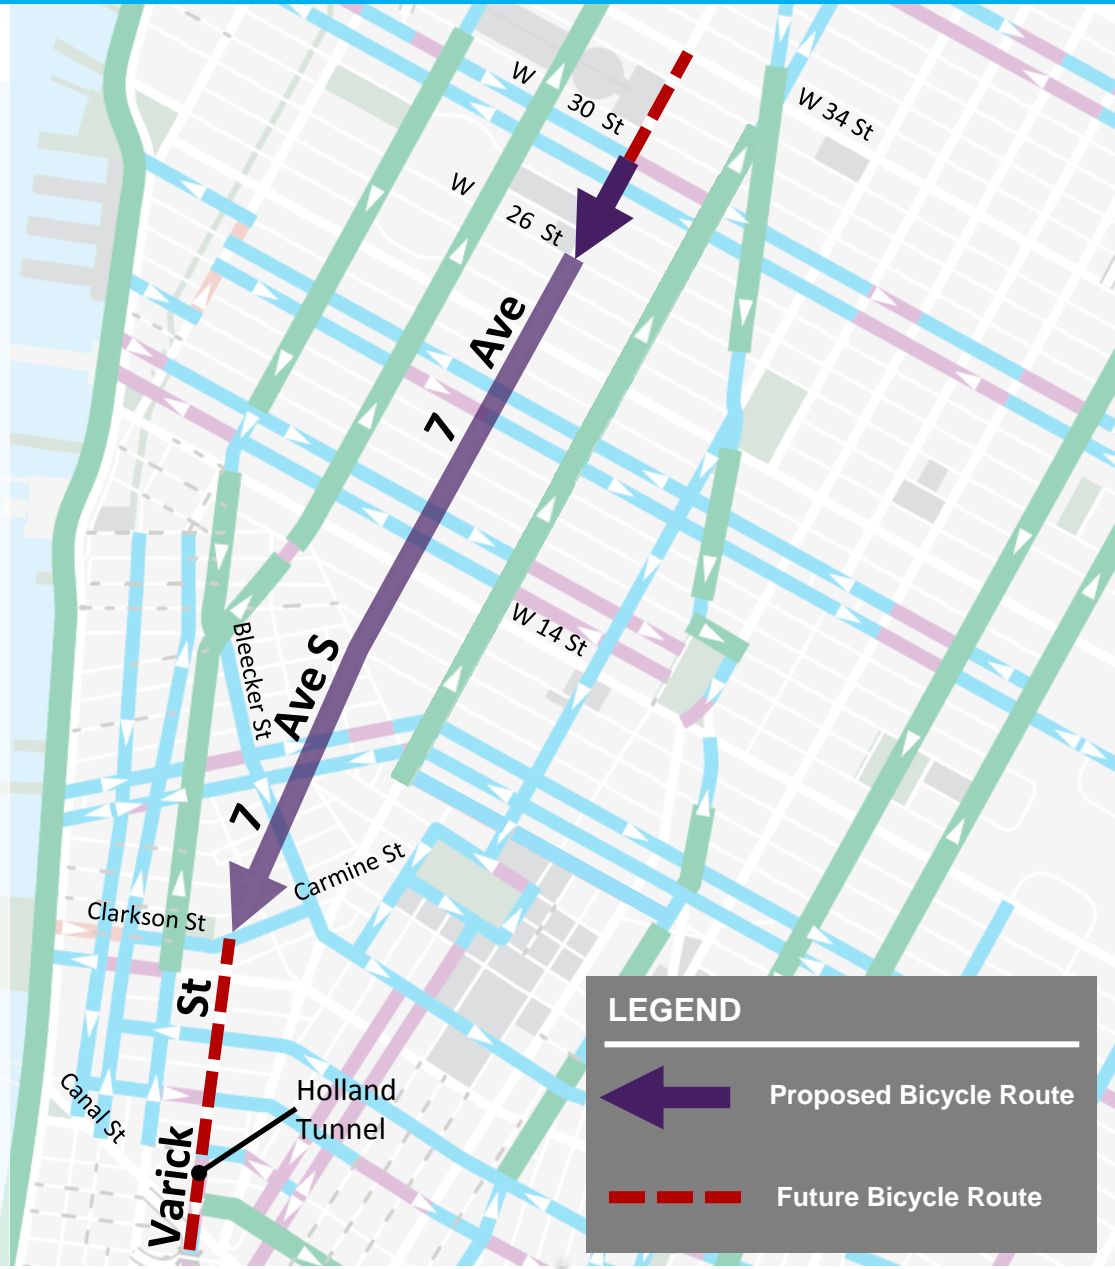 W 30 St
W 34 St
W 26 St
7 Ave
W 14 St
Bleecker St
7 Ave S
Carmine St
Clarkson St
Varick St
Canal St
Holland
Tunnel
LEGEND
Proposed Bicycle Route
Future Bicycle Route